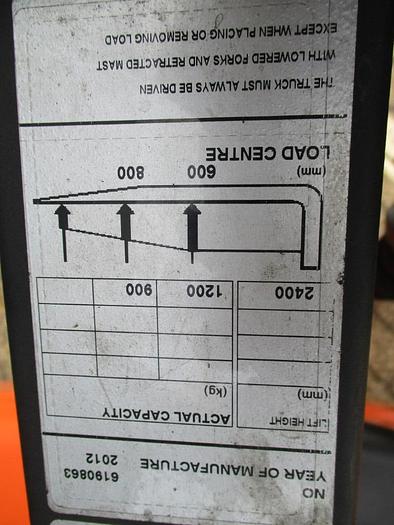 NO 6190863
YEAR OF MANUFACTURE 2012
LIFT HEIGHT ACTUAL CAPACITY
(mm) (kg)
2400 1200 900
(mm) 600 800
LOAD CENTRE
THE TRUCK MUST ALWAYS BE DRIVEN
WITH LOWERED FORKS AND RETRACTED MAST
EXCEPT WHEN PLACING OR REMOVING LOAD